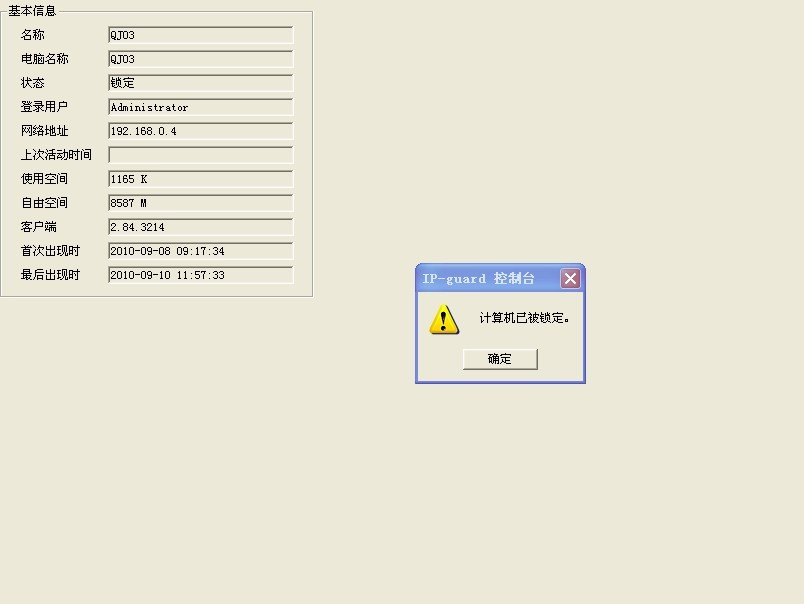 基本信息
名称 QJ03
电脑名称 QJ03
状态 锁定
登录用户 Administrator
网络地址 192.168.0.4
上次活动时间
使用空间 1165 K
自由空间 8587 M
客户端 2.84.3214
首次出现时 2010-09-08 09:17:34
最后出现时 2010-09-10 11:57:33
IP-guard 控制台
计算机已被锁定。
确定